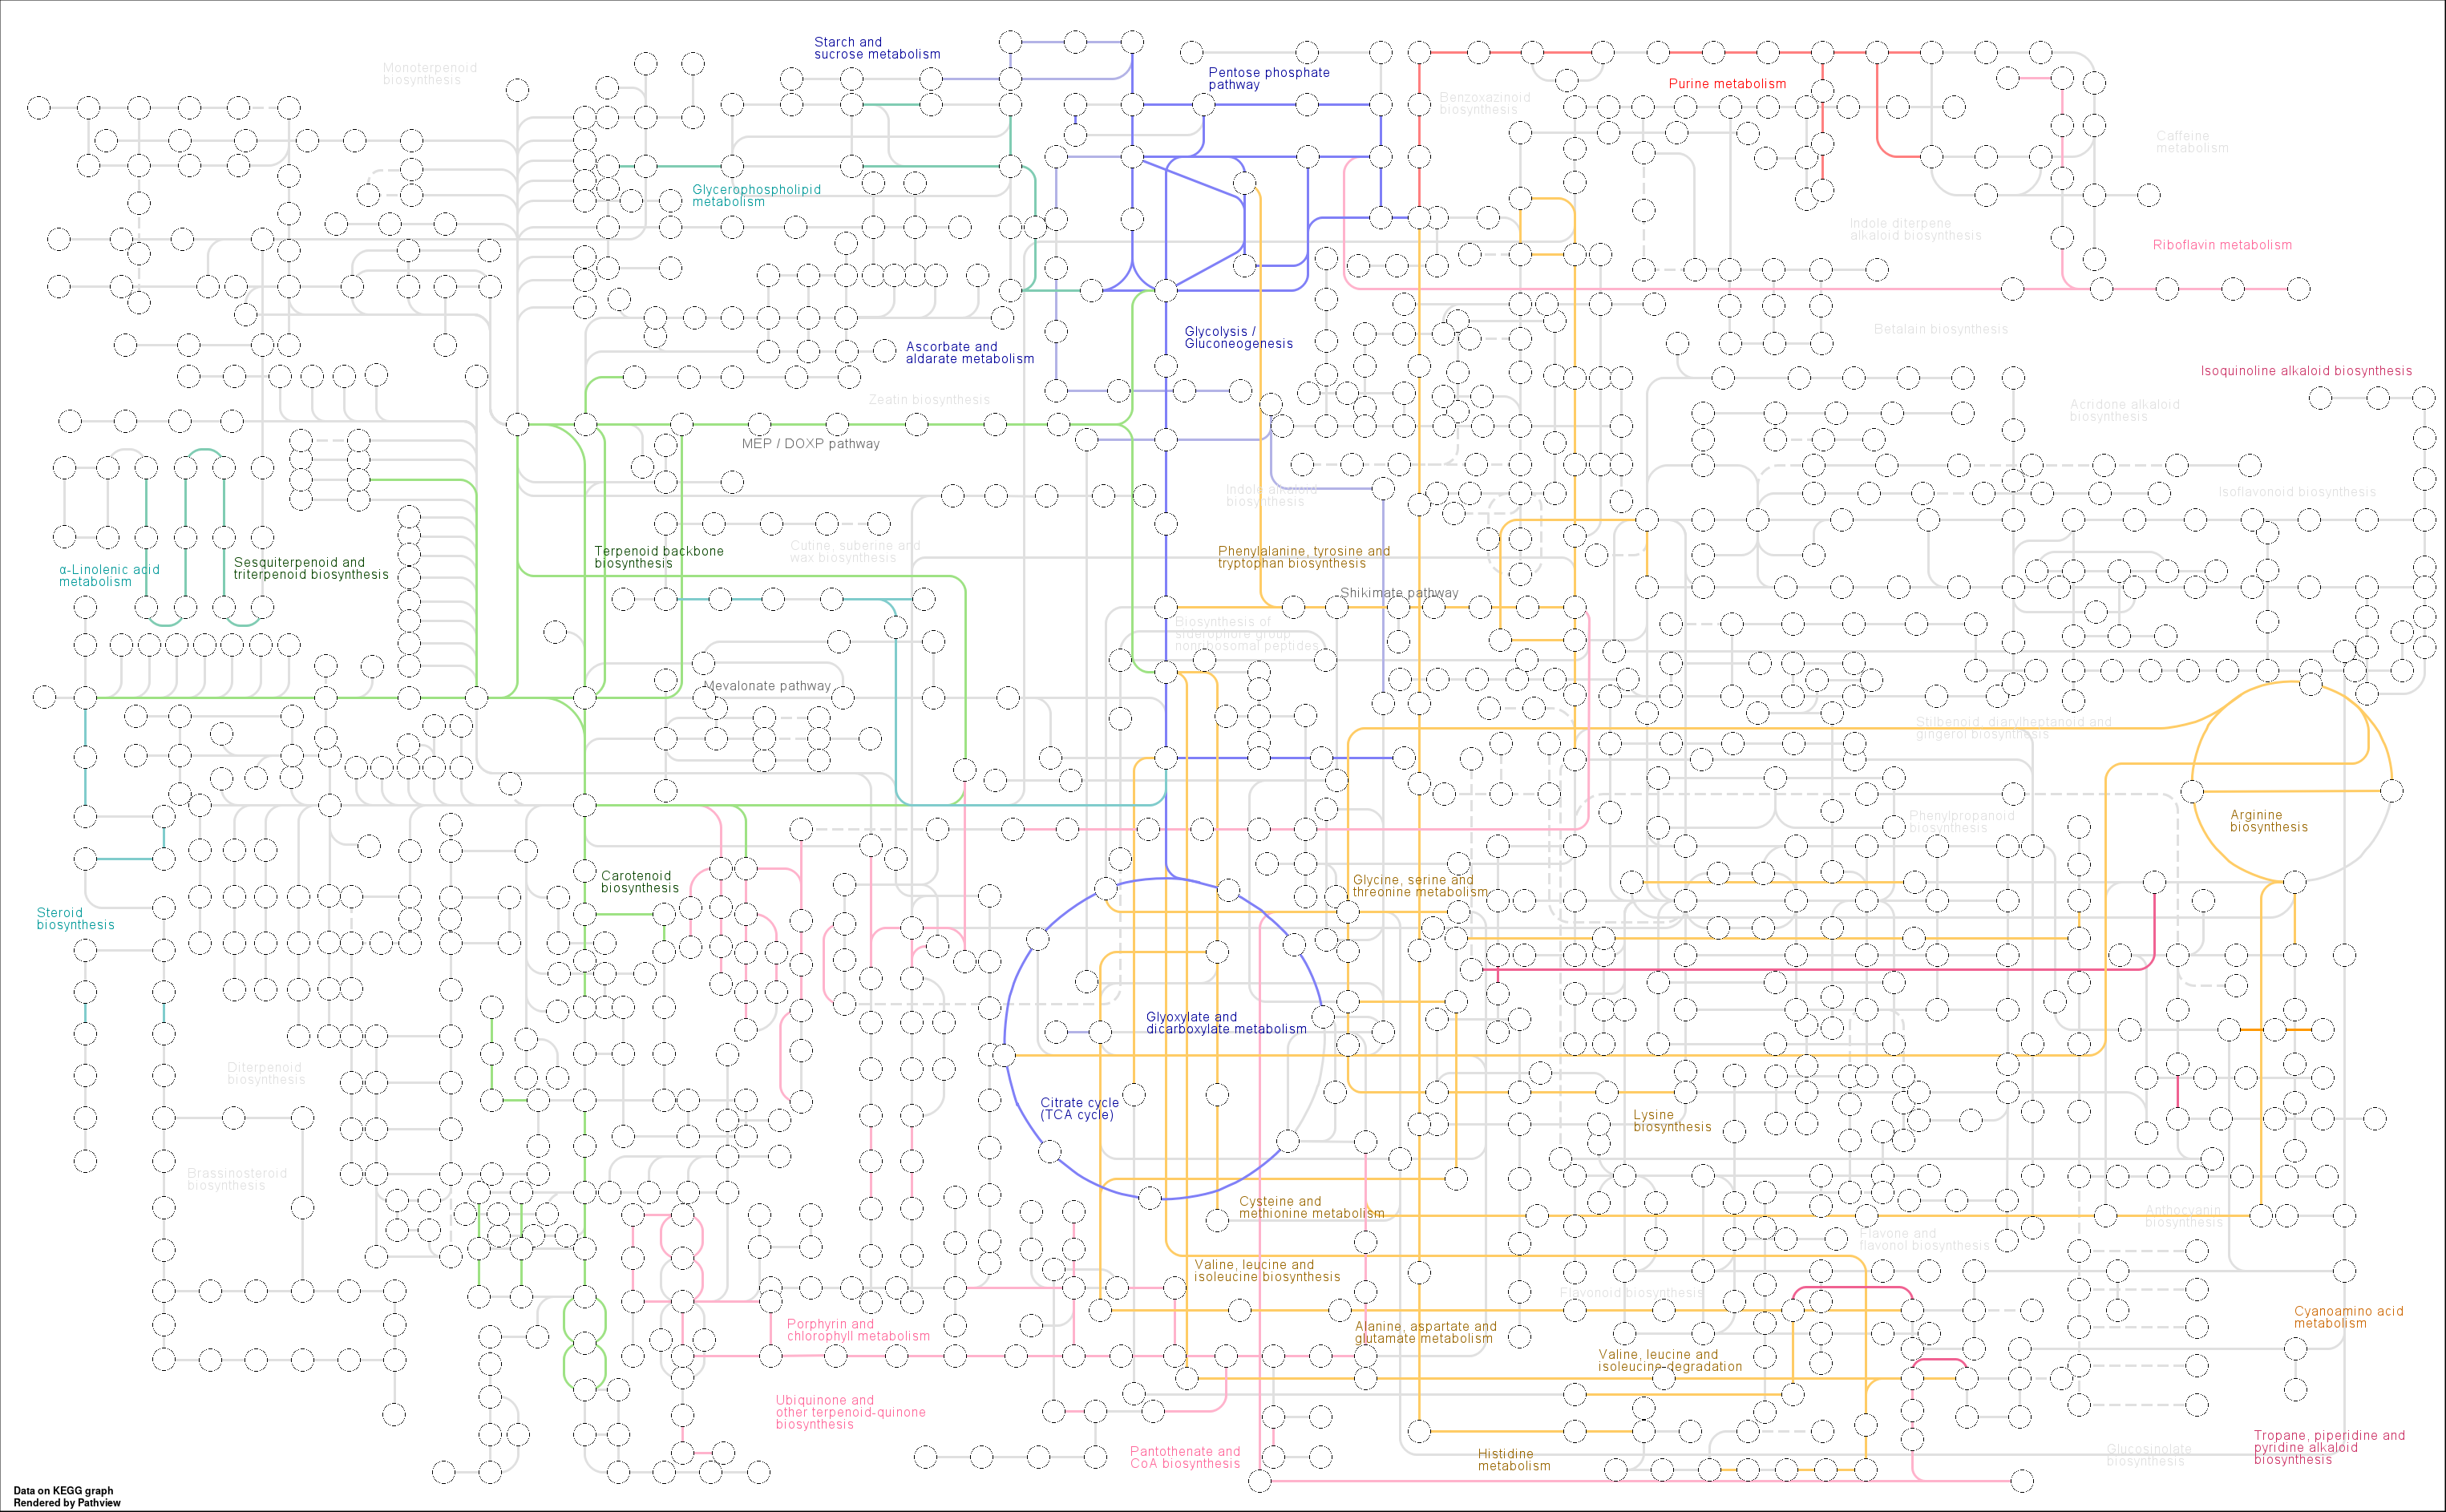 Starch and
sucrose metabolism
Monoterpenoid
biosynthesis
Pentose phosphate
pathway
Purine metabolism
Benzoxazinoid
biosynthesis
Caffeine
metabolism
Glycerophospholipid
metabolism
Indole diterpene
alkaloid biosynthesis
Riboflavin metabolism
Glycolysis /
Gluconeogenesis
Betalain biosynthesis
Ascorbate and
aldarate metabolism
Isoquinoline alkaloid biosynthesis
Zeatin biosynthesis
Acridone alkaloid
biosynthesis
MEP / DOXP pathway
Indole alkaloid
biosynthesis
Isoflavonoid biosynthesis
Cutine, suberine and
wax biosynthesis
Terpenoid backbone
biosynthesis
Phenylalanine, tyrosine and
tryptophan biosynthesis
Sesquiterpenoid and
triterpenoid biosynthesis
α-Linolenic acid
metabolism
Shikimate pathway
Biosynthesis of
siderophore group
nonribosomal peptides
Mevalonate pathway
Stilbenoid, diarylheptanoid and
gingerol biosynthesis
Phenylpropanoid
biosynthesis
Arginine
biosynthesis
Carotenoid
biosynthesis
Glycine, serine and
threonine metabolism
Steroid
biosynthesis
Glyoxylate and
dicarboxylate metabolism
Diterpenoid
biosynthesis
Citrate cycle
(TCA cycle)
Lysine
biosynthesis
Brassinosteroid
biosynthesis
Cysteine and
methionine metabolism
Anthocyanin
biosynthesis
Flavone and
flavonol biosynthesis
Valine, leucine and
isoleucine biosynthesis
Flavonoid biosynthesis
Cyanoamino acid
metabolism
Porphyrin and
chlorophyll metabolism
Alanine, aspartate and
glutamate metabolism
Valine, leucine and
isoleucine degradation
Ubiquinone and
other terpenoid-quinone
biosynthesis
Pantothenate and
CoA biosynthesis
Histidine
metabolism
Glucosinolate
biosynthesis
Tropane, piperidine and
pyridine alkaloid
biosynthesis
Data on KEGG graph
Rendered by Pathview